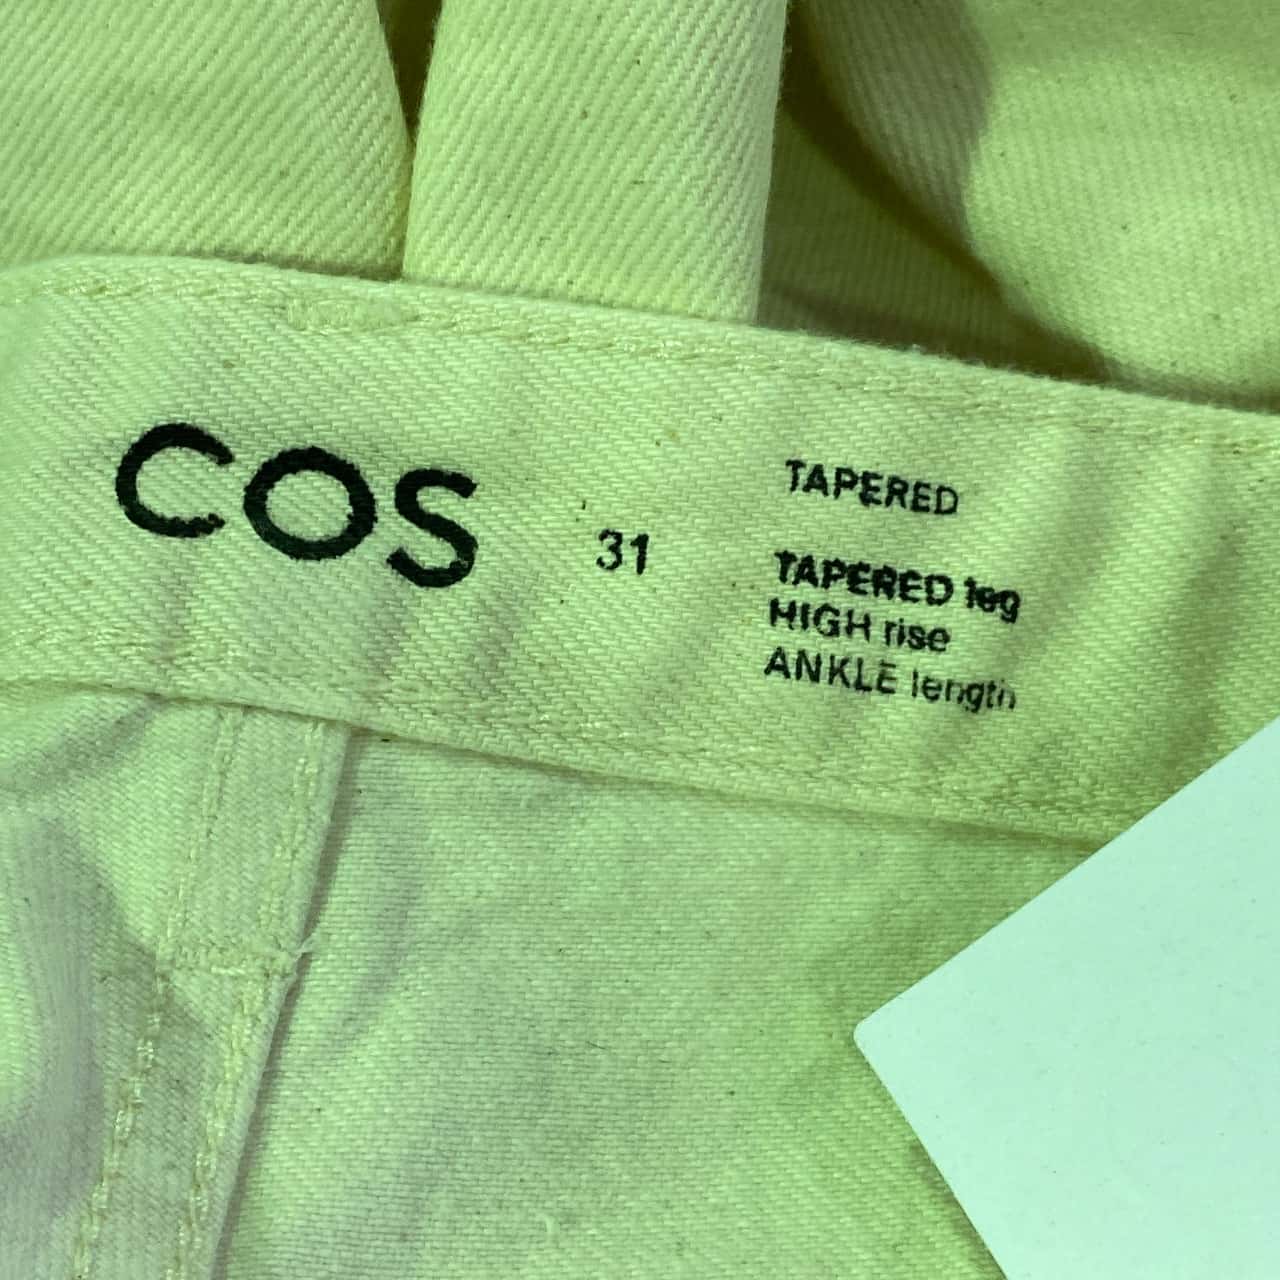 COS
31
TAPERED
TAPERED leg
HIGH rise
ANKLE length